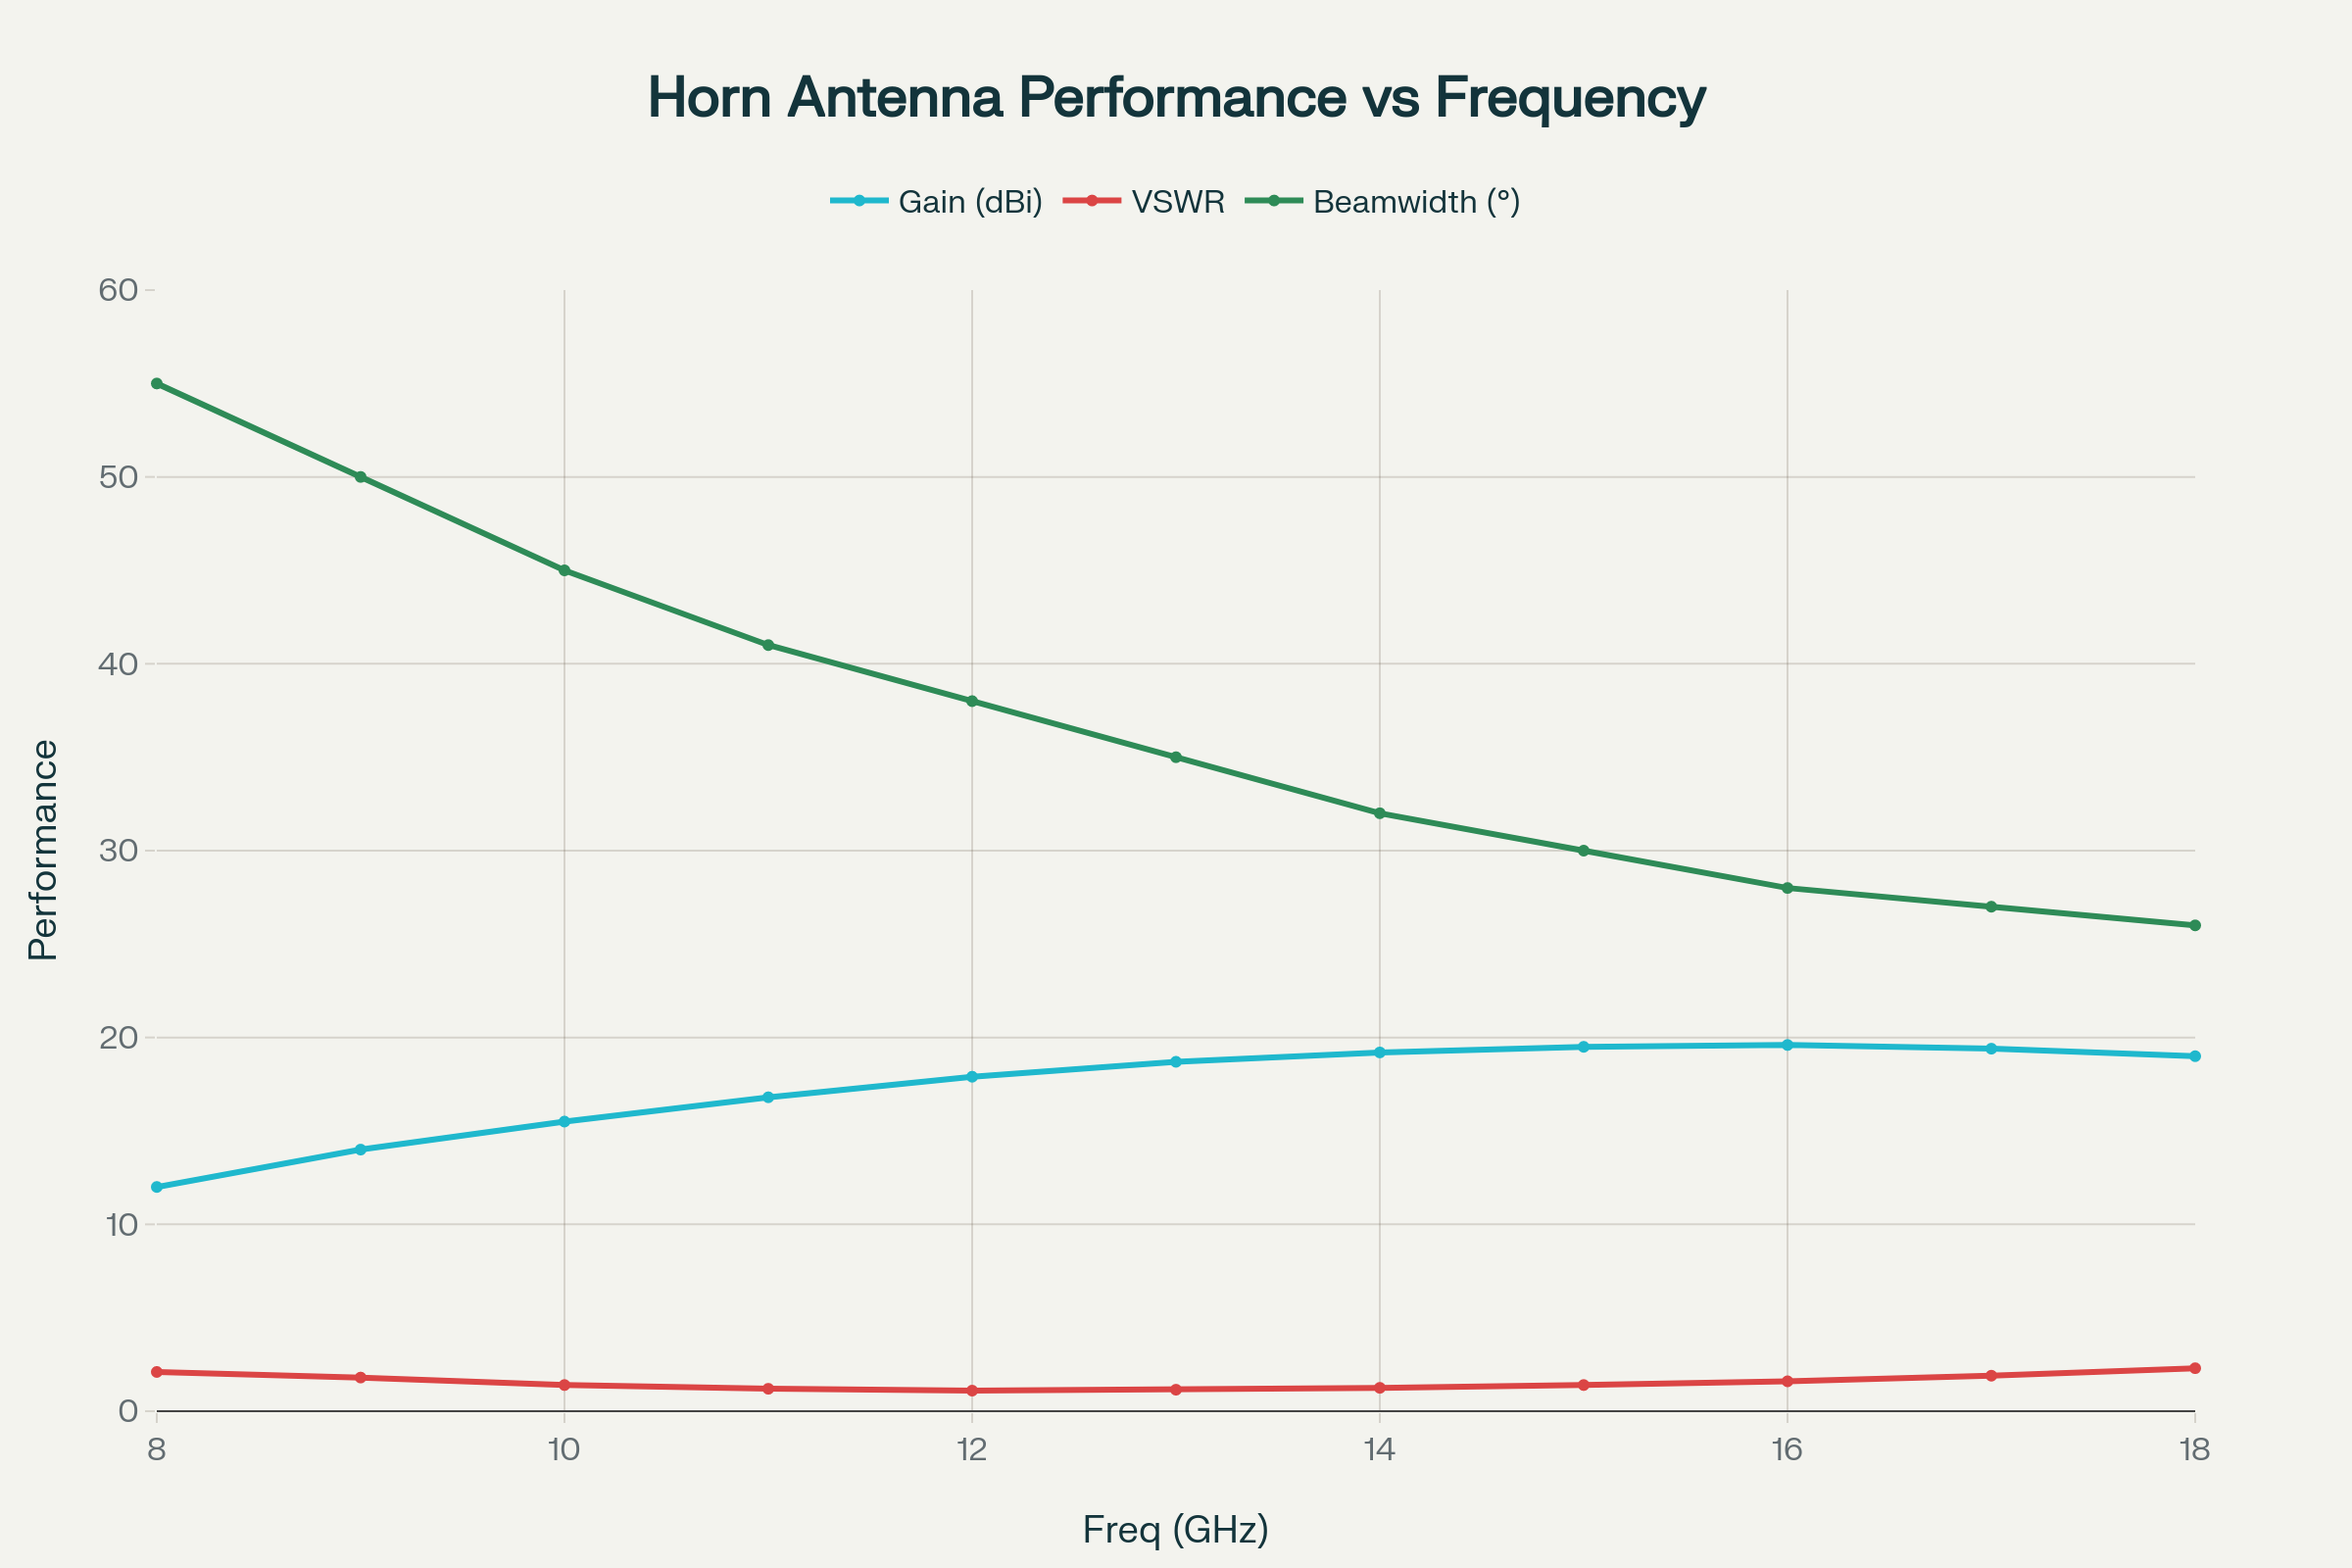 Horn Antenna Performance vs Frequency
Gain (dBi) VSWR Beamwidth (°)
60
50
40
30
20
10
0
Performance
8 10 12 14 16 18
Freq (GHz)